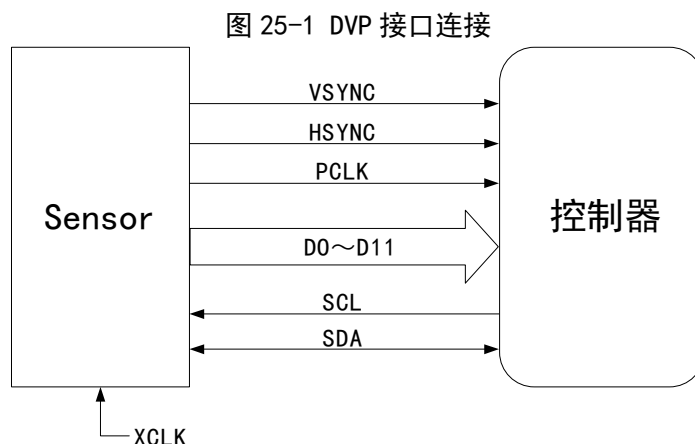 图 25-1 DVP 接口连接
VSYNC
HSYNC
PCLK
Sensor
控制器
D0～D11
SCL
SDA
XCLK